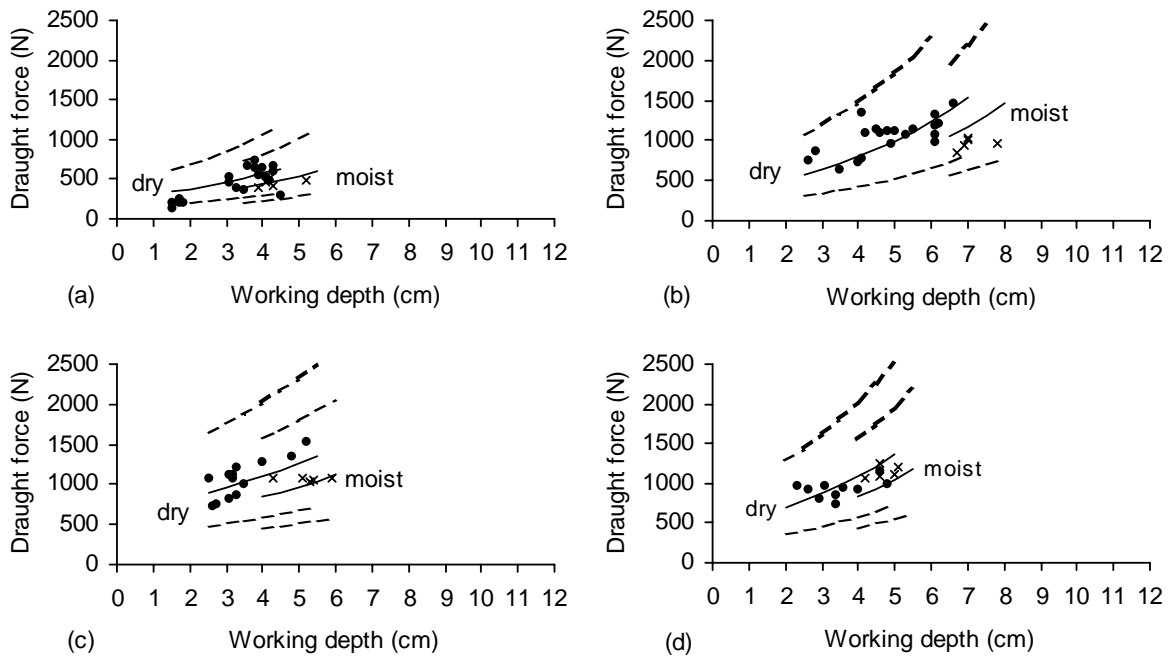 Draught force (N)
2500
2000
1500
1000
500
0
dry
moist
0 1 2 3 4 5 6 7 8 9 10 11 12
(a)
Working depth (cm)
Draught force (N)
2500
2000
1500
1000
500
0
dry
moist
0 1 2 3 4 5 6 7 8 9 10 11 12
(b)
Working depth (cm)
Draught force (N)
2500
2000
1500
1000
500
0
dry
moist
0 1 2 3 4 5 6 7 8 9 10 11 12
(c)
Working depth (cm)
Draught force (N)
2500
2000
1500
1000
500
0
dry
moist
0 1 2 3 4 5 6 7 8 9 10 11 12
(d)
Working depth (cm)